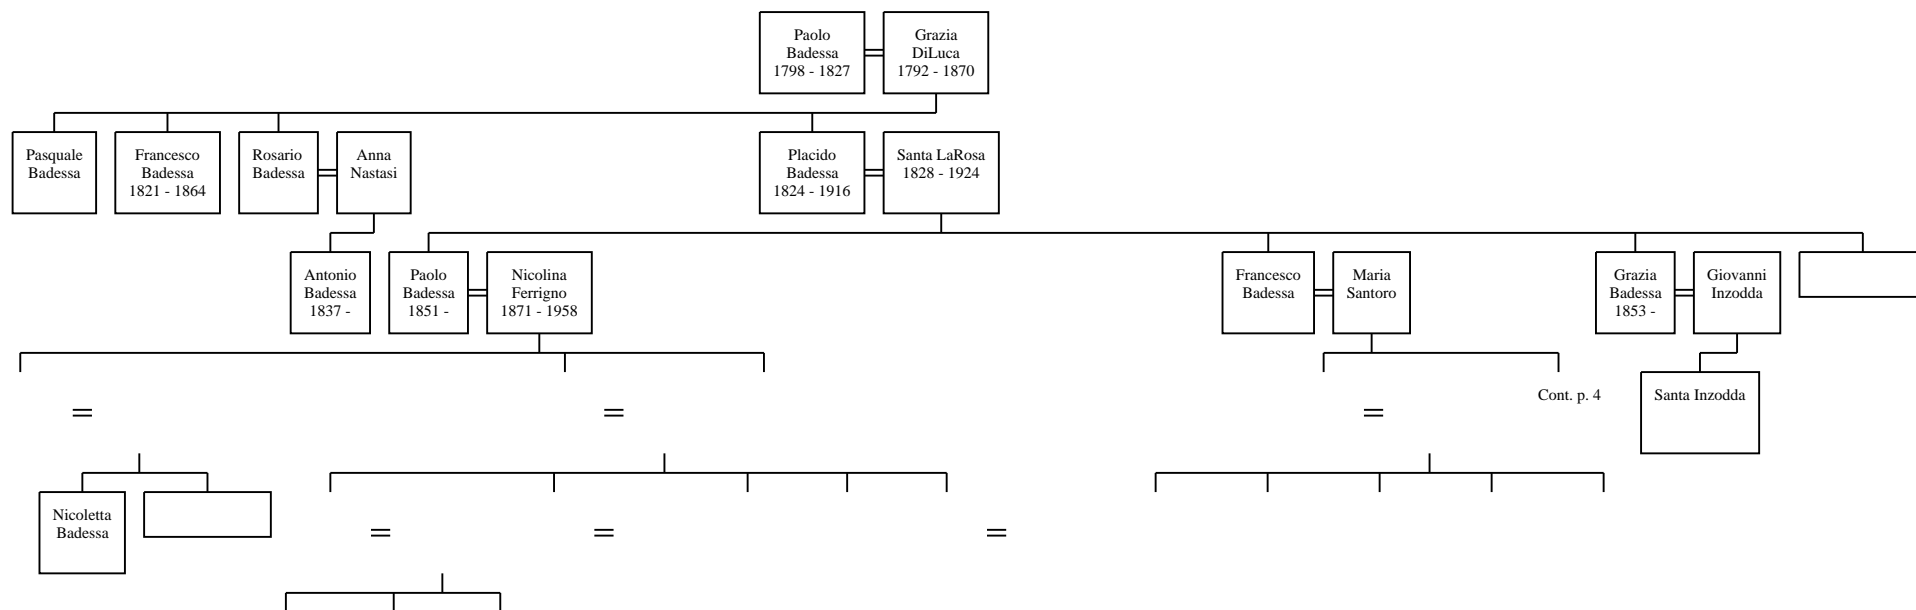 Paolo
Badessa
1798 - 1827
Grazia
DiLuca
1792 - 1870
Pasquale
Badessa
Francesco
Badessa
1821 - 1864
Rosario
Badessa
Anna
Nastasi
Placido
Badessa
1824 - 1916
Santa LaRosa
1828 - 1924
Antonio
Badessa
1837 -
Paolo
Badessa
1851 -
Nicolina
Ferrigno
1871 - 1958
Francesco
Badessa
Maria
Santoro
Grazia
Badessa
1853 -
Giovanni
Inzodda
Cont. p. 4
Santa Inzodda
Nicoletta
Badessa